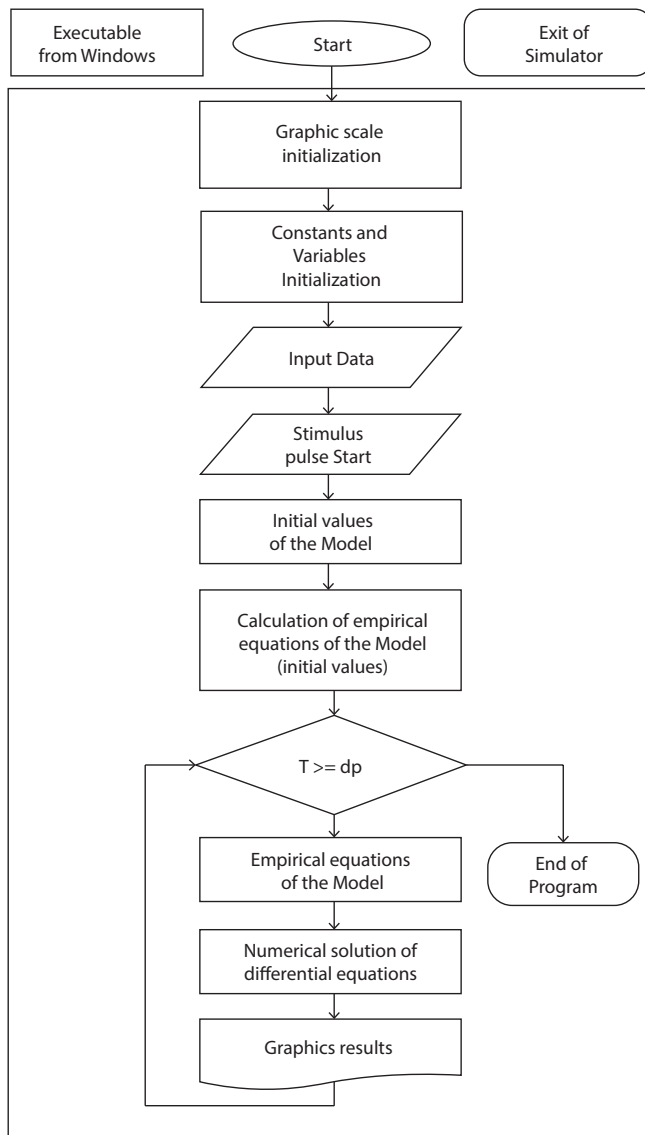 Executable
from Windows
Start
Exit of
Simulator
Graphic scale
initialization
Constants and
Variables
Initialization
Input Data
Stimulus
pulse Start
Initial values
of the Model
Calculation of empirical
equations of the Model
(initial values)
T >= dp
Empirical equations
of the Model
End of
Program
Numerical solution of
differential equations
Graphics results